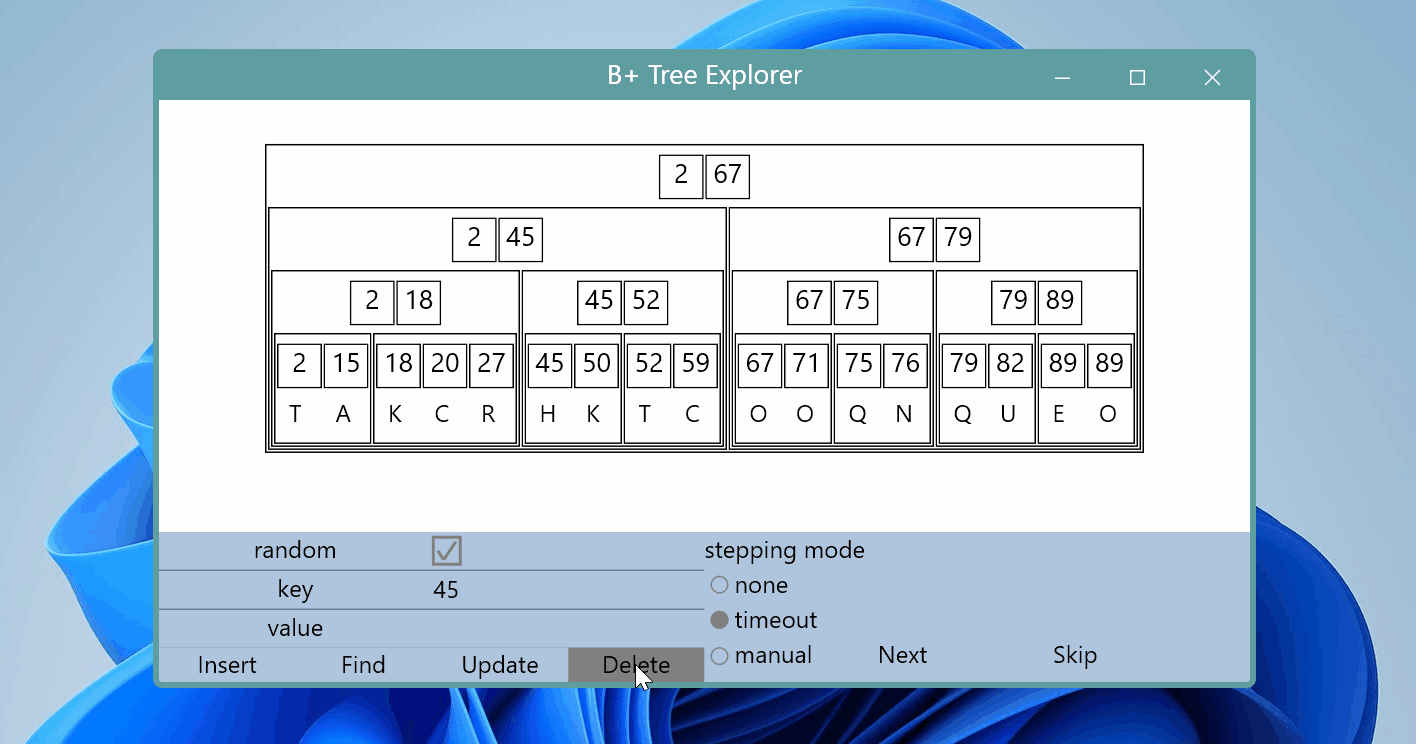 B+ Tree Explorer
2 67
2 45 67 79
2 18 45 52 67 75 79 89
2 15 18 20 27 45 50 52 59 67 71 75 76 79 82 89 89
T A K C R H K T C O O Q N Q U E O
random stepping mode
none
key 45
timeout
value
manual Next Skip
Insert Find Update Delete